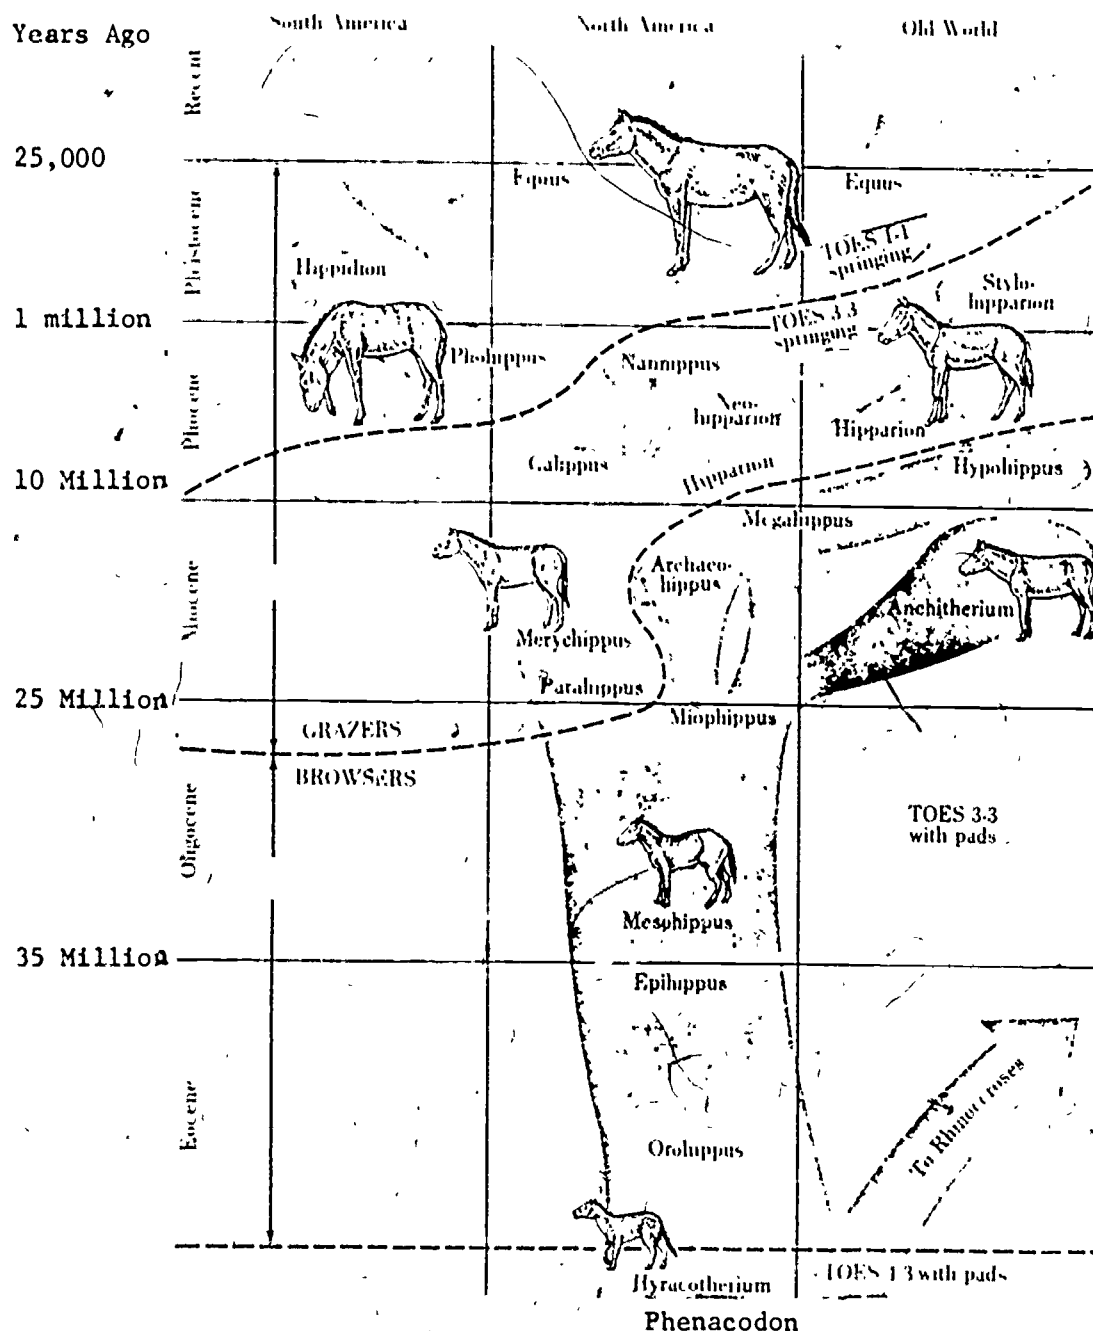 Years Ago
South America
North America
Old World
Recent
25,000
Equus
Equus
Pleistocene
TOES 1-1
springing
Hippidion
Stylo-
hipparion
1 million
TOES 3-3
springing
Pliohippus
Nannippus
Pliocene
Neo-
hipparion
Hipparion
Calippus
Hipparion
Hypohippus
10 Million
Megahippus
Archaeo-
hippus
Miocene
Anchitherium
Merychippus
Parahippus
25 Million
Miophippus
GRAZERS
BROWSERS
Oligocene
TOES 3-3
with pads
Mesohippus
35 Million
Epihippus
Eocene
To Rhinoceroses
Orohippus
Hyracotherium
TOES 4-3 with pads
Phenacodon